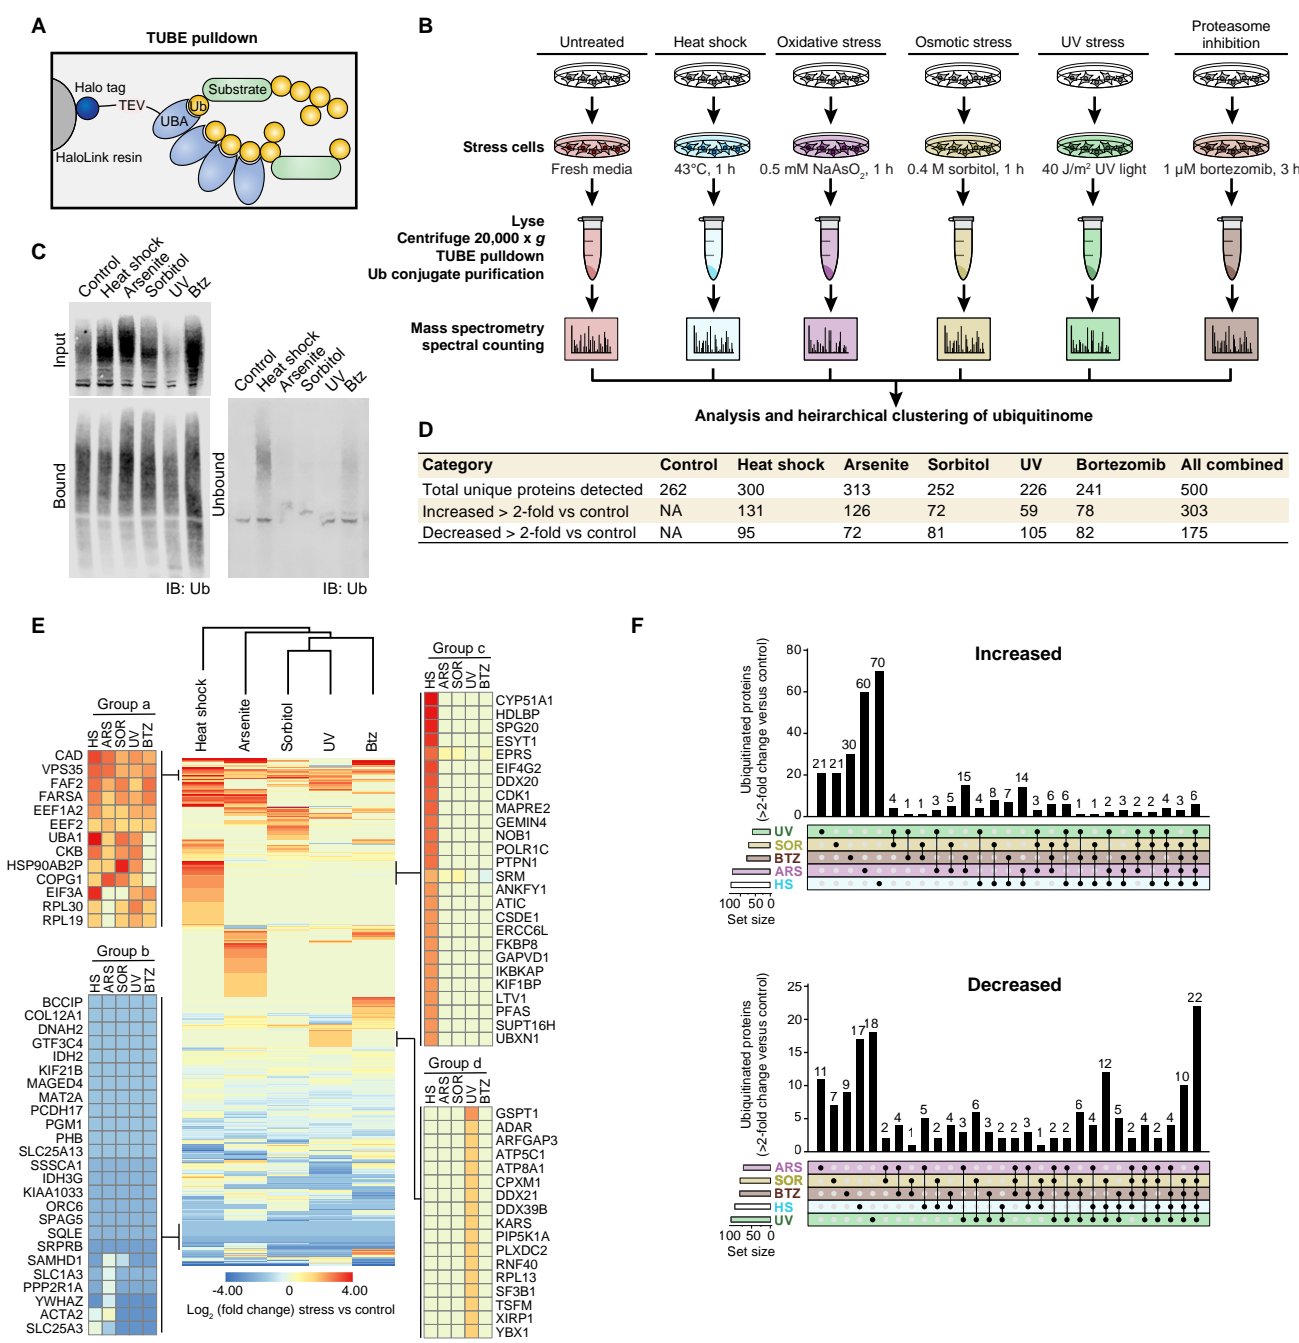 A
TUBE pulldown
Halo tag
TEV
Ub
Substrate
UBA
HaloLink resin
B
Untreated
Heat shock
Oxidative stress
Osmotic stress
UV stress
Proteasome
inhibition
Stress cells
Fresh media
43°C, 1 h
0.5 mM NaAsO2, 1 h
0.4 M sorbitol, 1 h
40 J/m2 UV light
1 µM bortezomib, 3 h
Lyse
Centrifuge 20,000 x g
TUBE pulldown
Ub conjugate purification
Mass spectrometry
spectral counting
Analysis and heirarchical clustering of ubiquitinome
C
Control
Heat shock
Arsenite
Sorbitol
UV
Btz
Input
Bound
IB: Ub
Control
Heat shock
Arsenite
Sorbitol
UV
Btz
Unbound
IB: Ub
D
Category Control Heat shock Arsenite Sorbitol UV Bortezomib All combined
Total unique proteins detected 262 300 313 252 226 241 500
Increased > 2-fold vs control NA 131 126 72 59 78 303
Decreased > 2-fold vs control NA 95 72 81 105 82 175
E
Heat shock
Arsenite
Sorbitol
UV
Btz
Group a
HS ARS SOR UV BTZ
CAD
VPS35
FAF2
FARSA
EEF1A2
EEF2
UBA1
CKB
HSP90AB2P
COPG1
EIF3A
RPL30
RPL19
Group b
HS ARS SOR UV BTZ
BCCIP
COL12A1
DNAH2
GTF3C4
IDH2
KIF21B
MAGED4
MAT2A
PCDH17
PGM1
PHB
SLC25A13
SSSCA1
IDH3G
KIAA1033
ORC6
SPAG5
SQLE
SRPRB
SAMHD1
SLC1A3
PPP2R1A
YWHAZ
ACTA2
SLC25A3
-4.00 0 4.00
Log2 (fold change) stress vs control
Group c
HS ARS SOR UV BTZ
CYP51A1
HDLBP
SPG20
ESYT1
EPRS
EIF4G2
DDX20
CDK1
MAPRE2
GEMIN4
NOB1
POLR1C
PTPN1
SRM
ANKFY1
ATIC
CSDE1
ERCC6L
FKBP8
GAPVD1
IKBKAP
KIF1BP
LTV1
PFAS
SUPT16H
UBXN1
Group d
HS ARS SOR UV BTZ
GSPT1
ADAR
ARFGAP3
ATP5C1
ATP8A1
CPXM1
DDX21
DDX39B
KARS
PIP5K1A
PLXDC2
RNF40
RPL13
SF3B1
TSFM
XIRP1
YBX1
F
Increased
Ubiquitinated proteins
(>2-fold change versus control)
80
60
40
20
0
21 21 30 60 70 4 1 1 3 5 15 4 8 7 14 3 6 6 1 1 2 3 2 2 4 3 6
UV
SOR
BTZ
ARS
HS
100 50 0
Set size
Decreased
Ubiquitinated proteins
(>2-fold change versus control)
25
20
15
10
5
0
11 7 9 17 18 2 4 1 5 2 4 3 6 3 2 2 3 1 2 2 6 4 12 5 2 4 2 4 10 22
ARS
SOR
BTZ
HS
UV
100 50 0
Set size